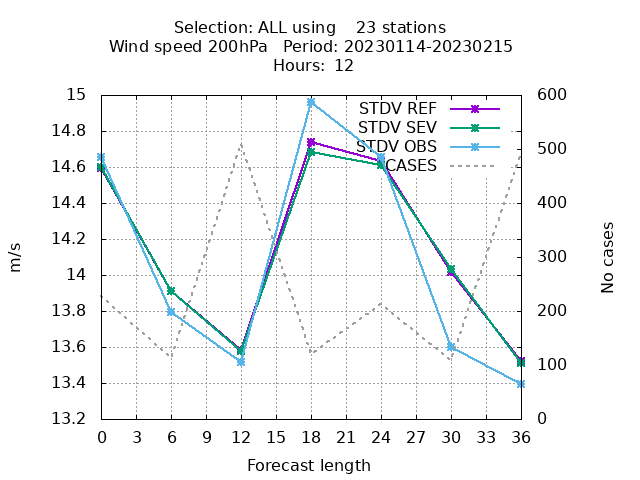 Selection: ALL using    23 stations
Wind speed 200hPa   Period: 20230114-20230215
Hours:  12
15 600
STDV REF
14.8
STDV SEV
500
STDV OBS
14.6
CASES
14.4 400
14.2
300
14
13.8 200
13.6
100
13.4
13.2 0
m/s
No cases
0 3 6 9 12 15 18 21 24 27 30 33 36
Forecast length